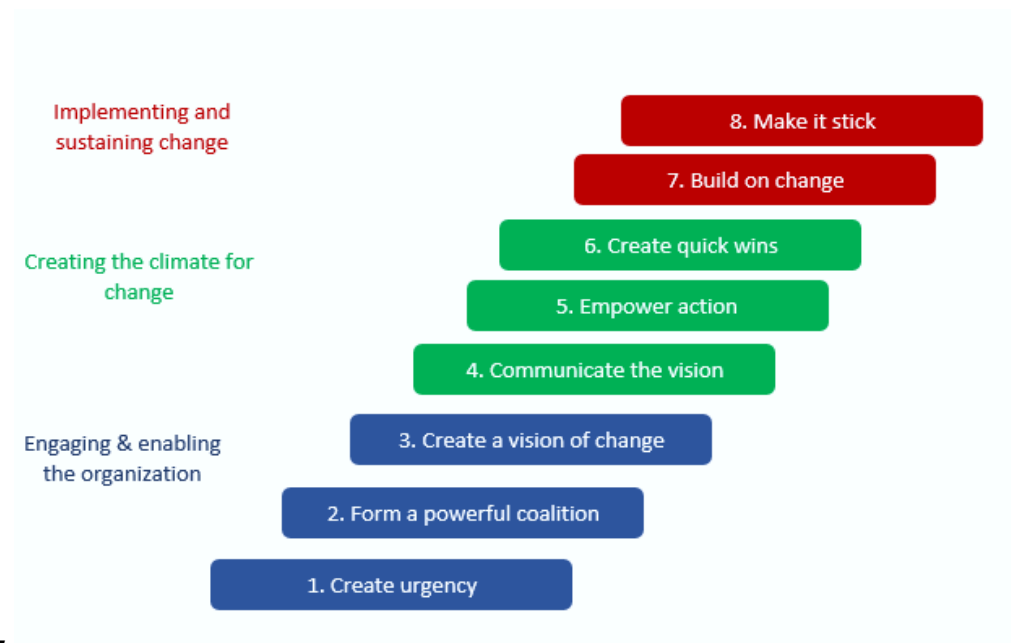 Implementing and
sustaining change
8. Make it stick
7. Build on change
Creating the climate for
change
6. Create quick wins
5. Empower action
4. Communicate the vision
Engaging & enabling
the organization
3. Create a vision of change
2. Form a powerful coalition
1. Create urgency